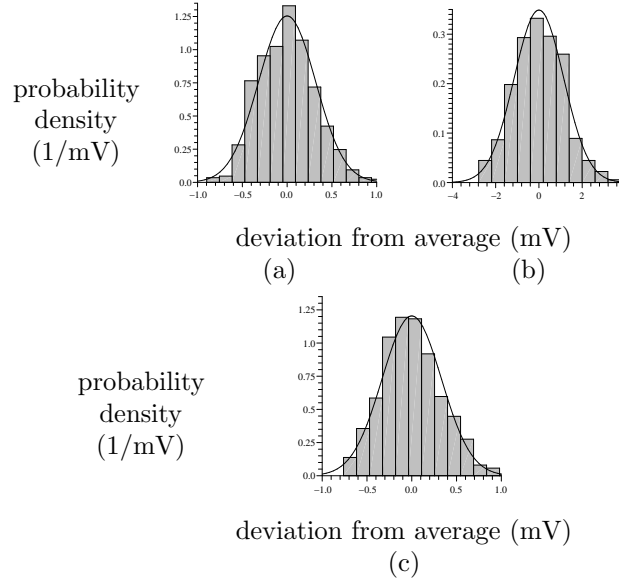 1.25
1.0
0.75
0.5
0.25
0.0
−1.0 −0.5 0.0 0.5 1.0
0.3
0.2
0.1
0.0
−4 −2 0 2
probability
density
(1/mV)
deviation from average (mV)
(a) (b)
1.25
1.0
0.75
0.5
0.25
0.0
−1.0 −0.5 0.0 0.5 1.0
probability
density
(1/mV)
deviation from average (mV)
(c)